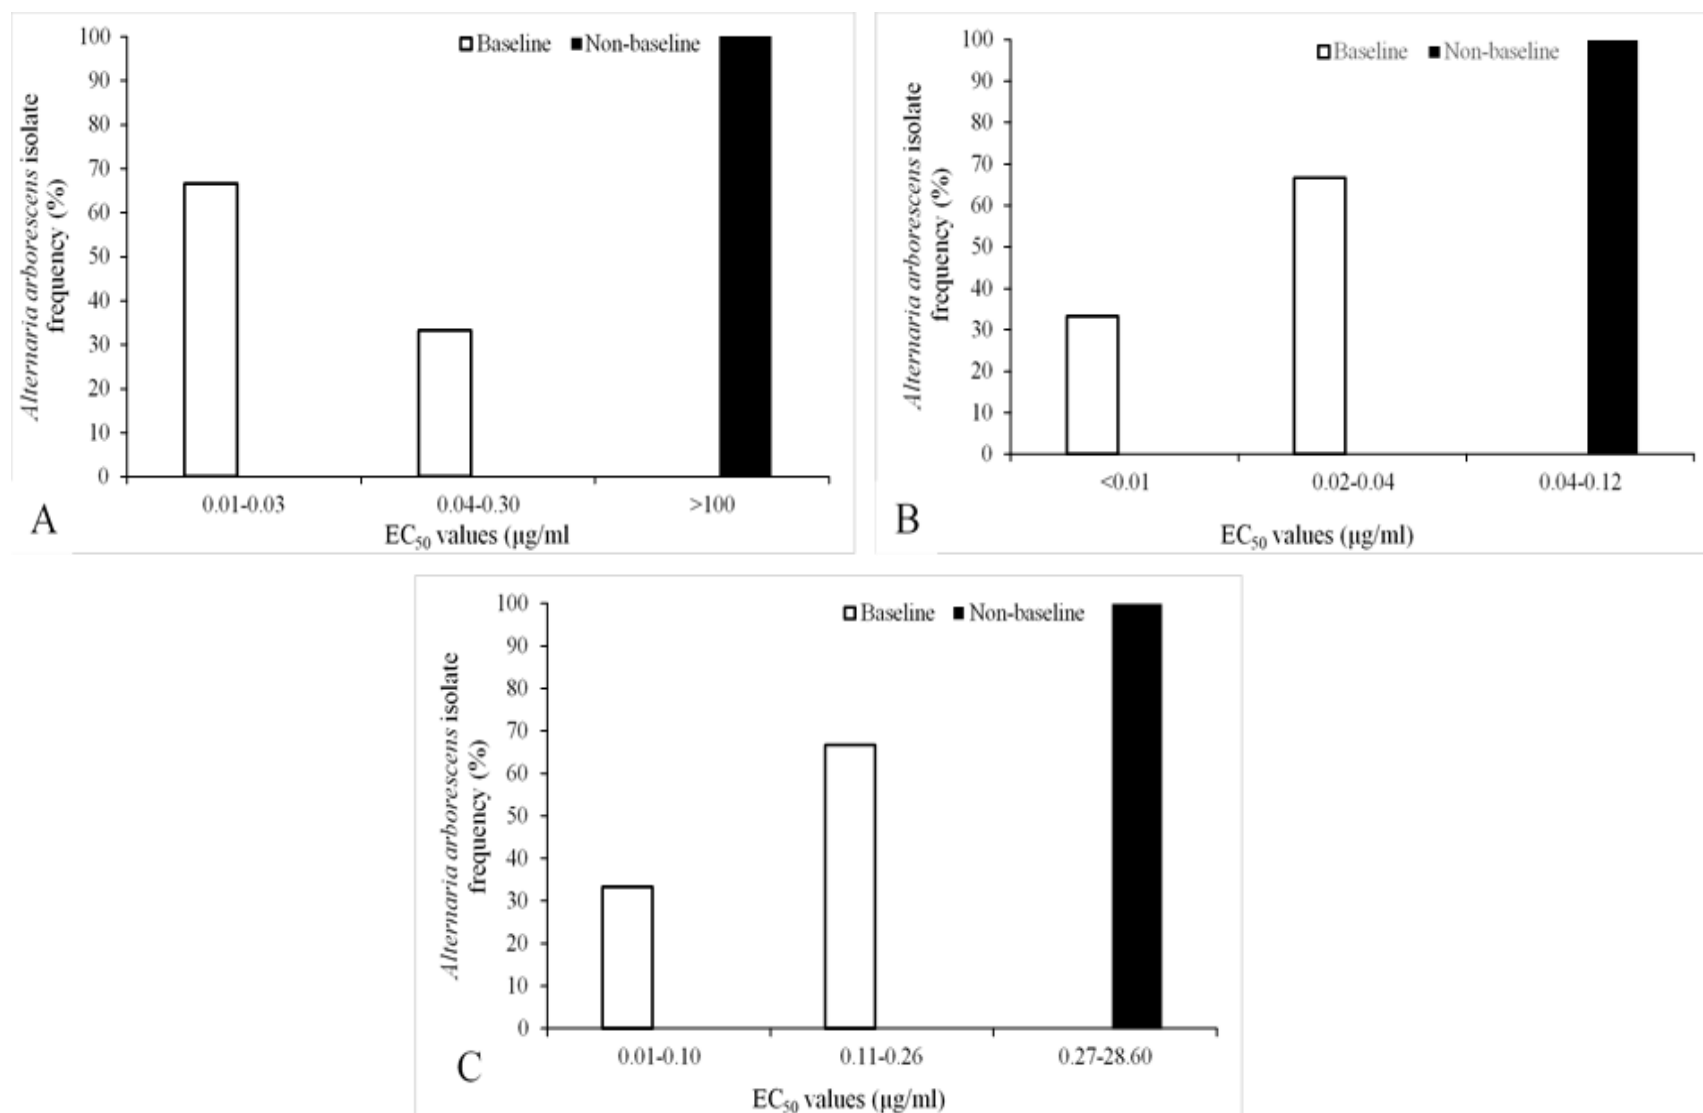 Baseline Non-baseline
Alternaria arborescens isolate
frequency (%)
100
90
80
70
60
50
40
30
20
10
0
0.01-0.03 0.04-0.30 >100
EC50 values (μg/ml
A
Baseline Non-baseline
Alternaria arborescens isolate
frequency (%)
100
90
80
70
60
50
40
30
20
10
0
<0.01 0.02-0.04 0.04-0.12
EC50 values (μg/ml)
B
Baseline Non-baseline
Alternaria arborescens isolate
frequency (%)
100
90
80
70
60
50
40
30
20
10
0
0.01-0.10 0.11-0.26 0.27-28.60
EC50 values (μg/ml)
C